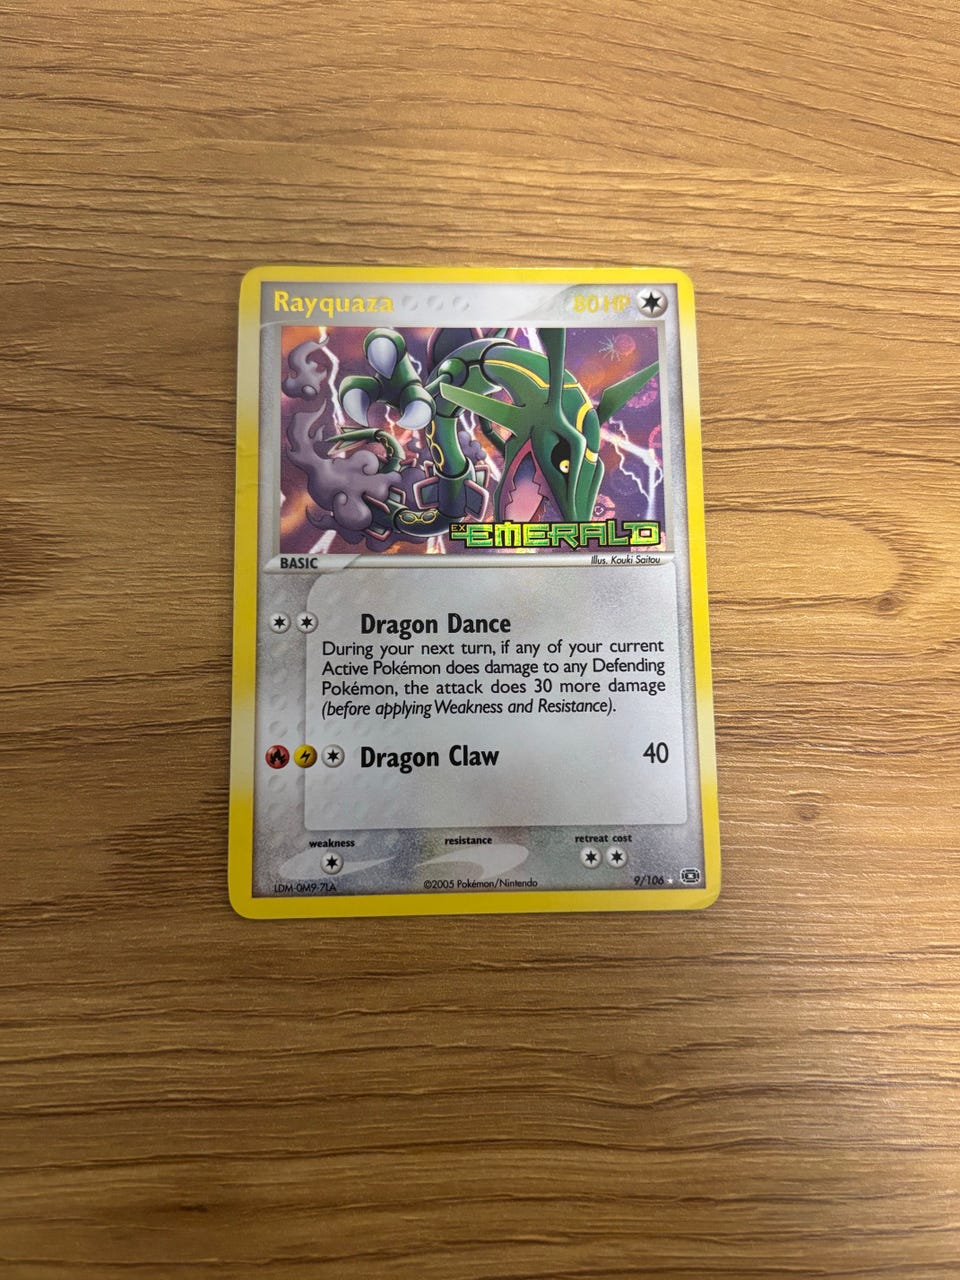 Rayquaza 80 HP
EX EMERALD
BASIC Illus. Kouki Saitou
Dragon Dance
During your next turn, if any of your current
Active Pokémon does damage to any Defending
Pokémon, the attack does 30 more damage
(before applying Weakness and Resistance).
Dragon Claw 40
weakness resistance retreat cost
LDM-0M9-7LA ©2005 Pokémon/Nintendo 9/106 ★